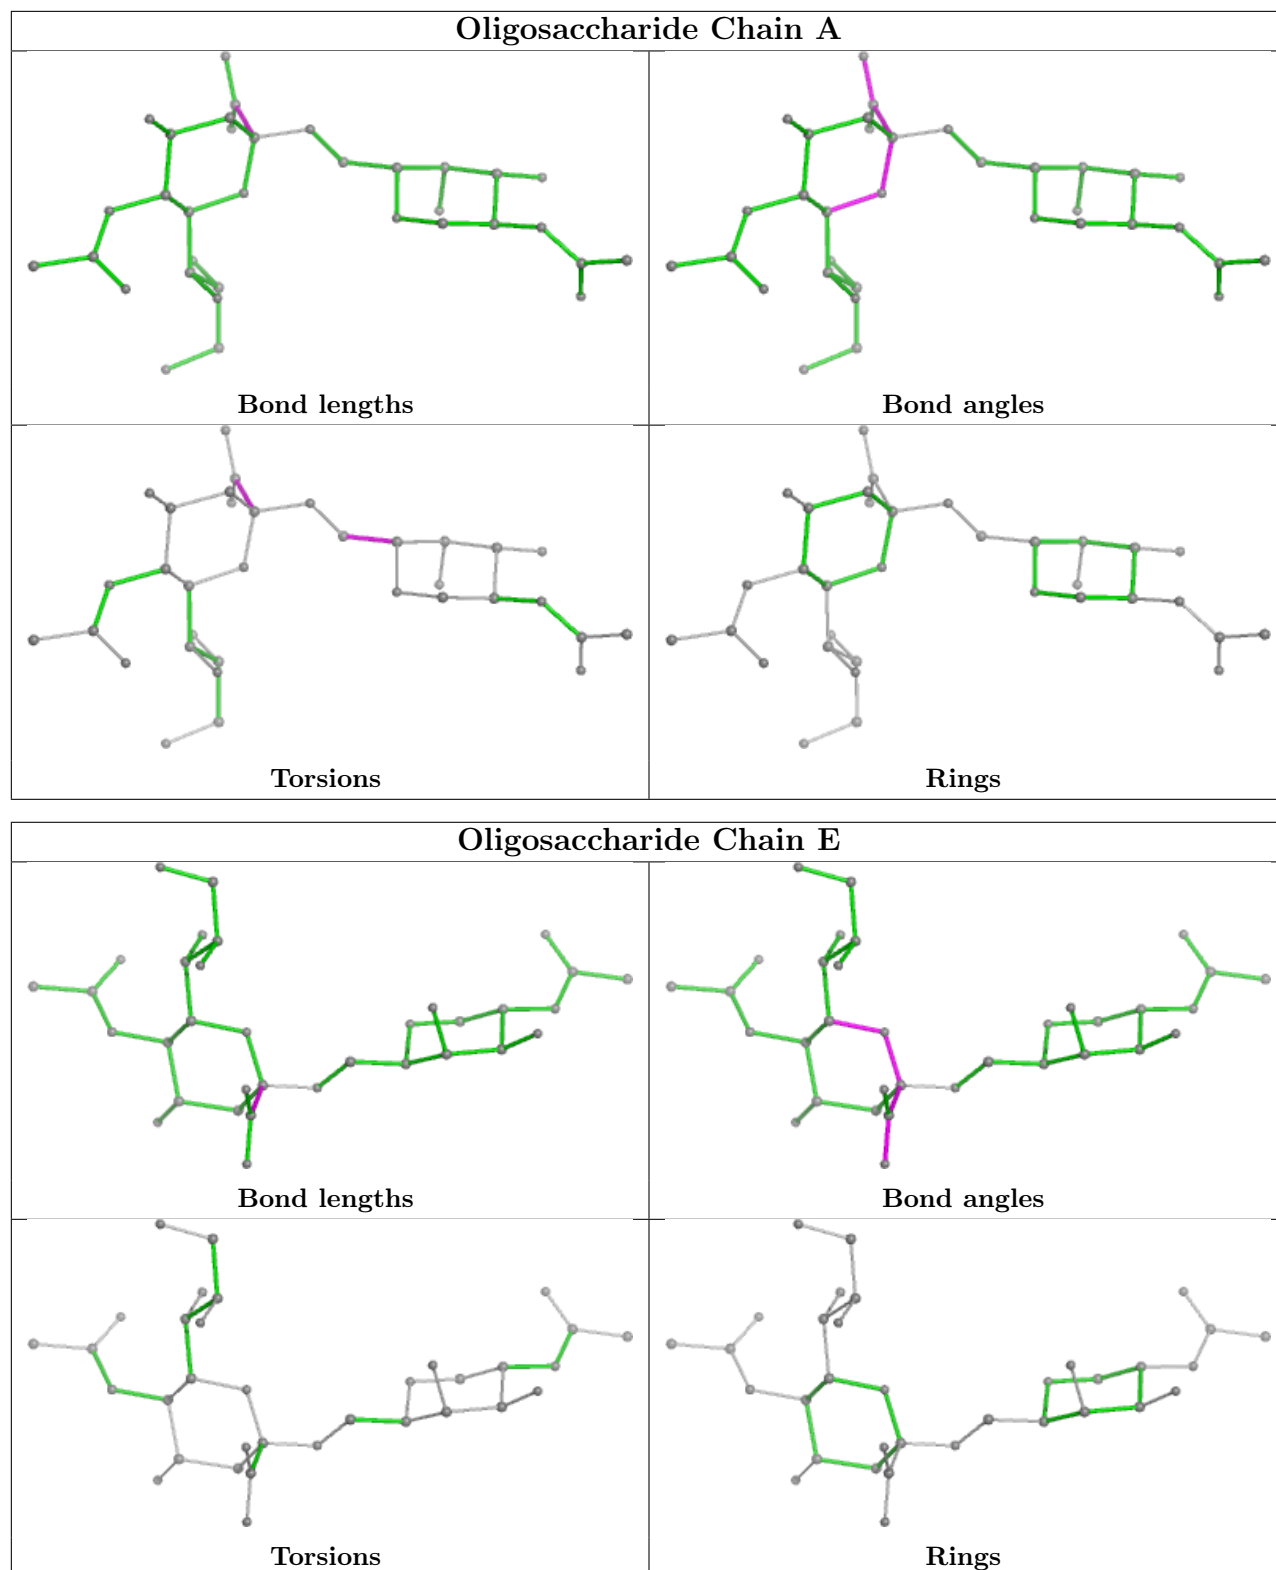 Oligosaccharide Chain A
Bond lengths
Bond angles
Torsions
Rings
Oligosaccharide Chain E
Bond lengths
Bond angles
Torsions
Rings